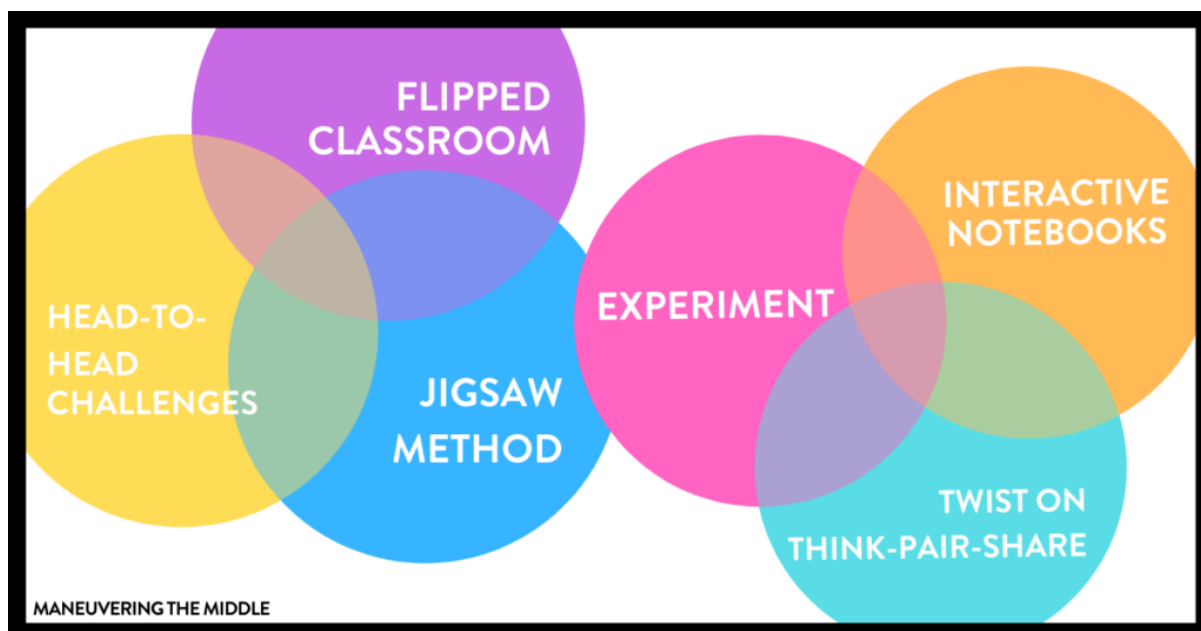 FLIPPED
CLASSROOM
HEAD-TO-
HEAD
CHALLENGES
JIGSAW
METHOD
EXPERIMENT
INTERACTIVE
NOTEBOOKS
TWIST ON
THINK-PAIR-SHARE
MANEUVERING THE MIDDLE